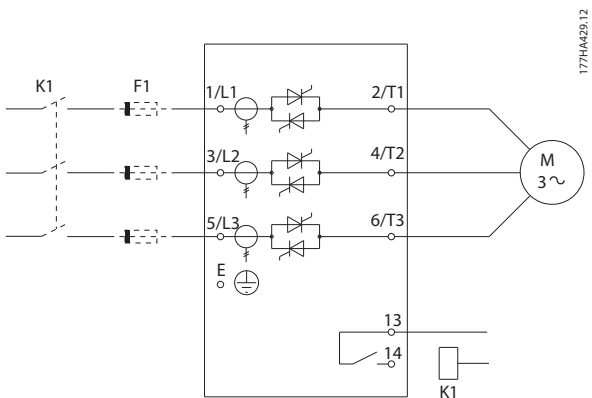 177HA429.12
K1
F1
1/L1
2/T1
3/L2
4/T2
M
3~
5/L3
6/T3
E
13
14
K1